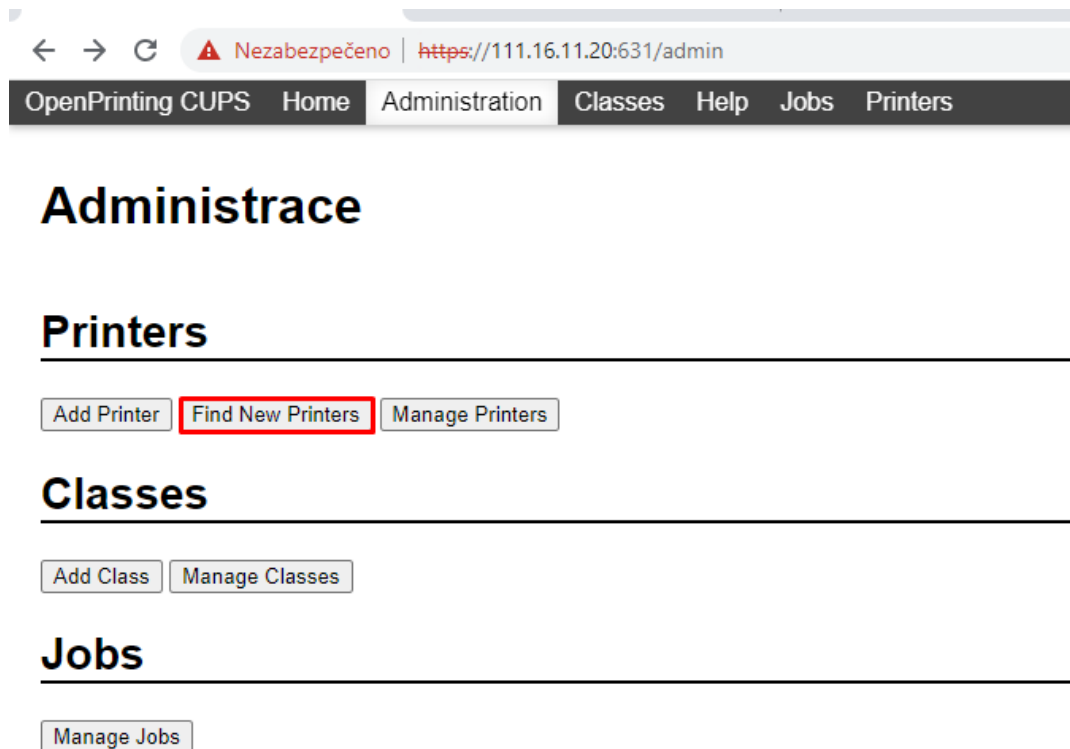 Nezabezpečeno | https://111.16.11.20:631/admin
OpenPrinting CUPS Home Administration Classes Help Jobs Printers
Administrace
Printers
Add Printer Find New Printers Manage Printers
Classes
Add Class Manage Classes
Jobs
Manage Jobs